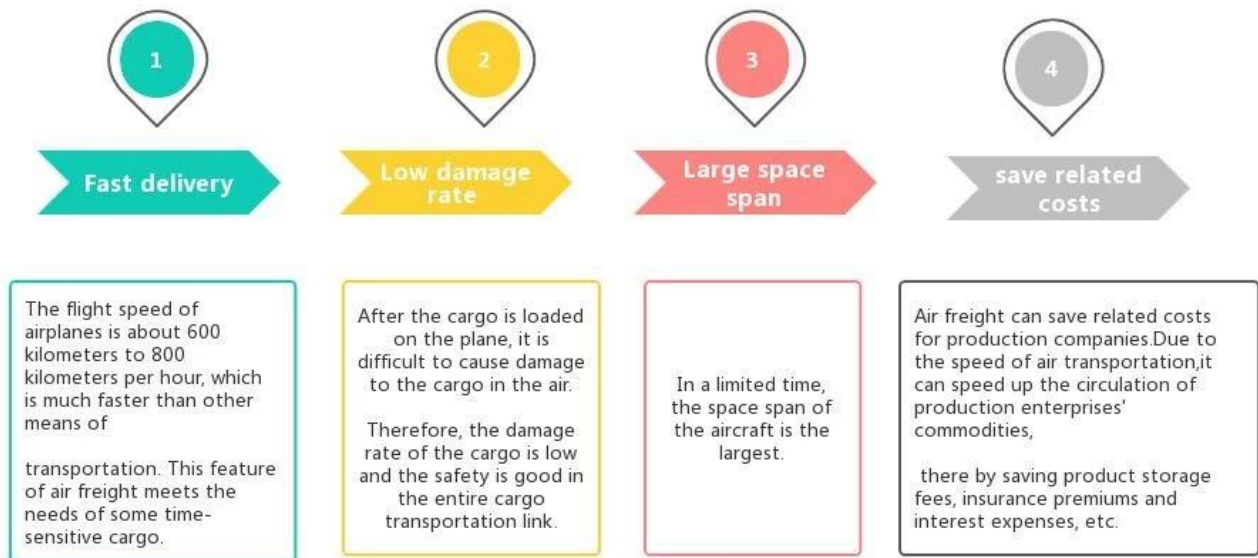 1
Fast delivery
The flight speed of
airplanes is about 600
kilometers to 800
kilometers per hour, which
is much faster than other
means of
transportation. This feature
of air freight meets the
needs of some time-
sensitive cargo.
2
Low damage
rate
After the cargo is loaded
on the plane, it is
difficult to cause damage
to the cargo in the air.
Therefore, the damage
rate of the cargo is low
and the safety is good in
the entire cargo
transportation link.
3
Large space
span
In a limited time,
the space span of
the aircraft is the
largest.
4
save related
costs
Air freight can save related costs
for production companies.Due to
the speed of air transportation,it
can speed up the circulation of
production enterprises'
commodities,
there by saving product storage
fees, insurance premiums and
interest expenses, etc.